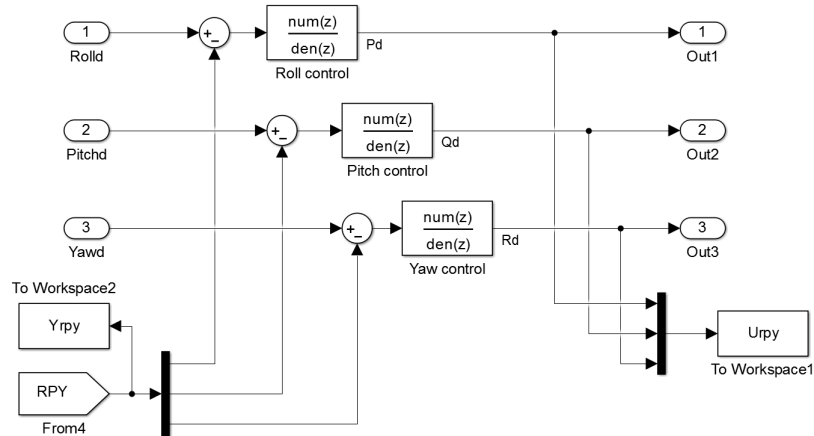 1
Rolld
+
−
num(z)
den(z)
Roll control
Pd
1
Out1
2
Pitchd
+
−
num(z)
den(z)
Pitch control
Qd
2
Out2
3
Yawd
+
−
num(z)
den(z)
Yaw control
Rd
3
Out3
To Workspace2
Yrpy
RPY
From4
Urpy
To Workspace1